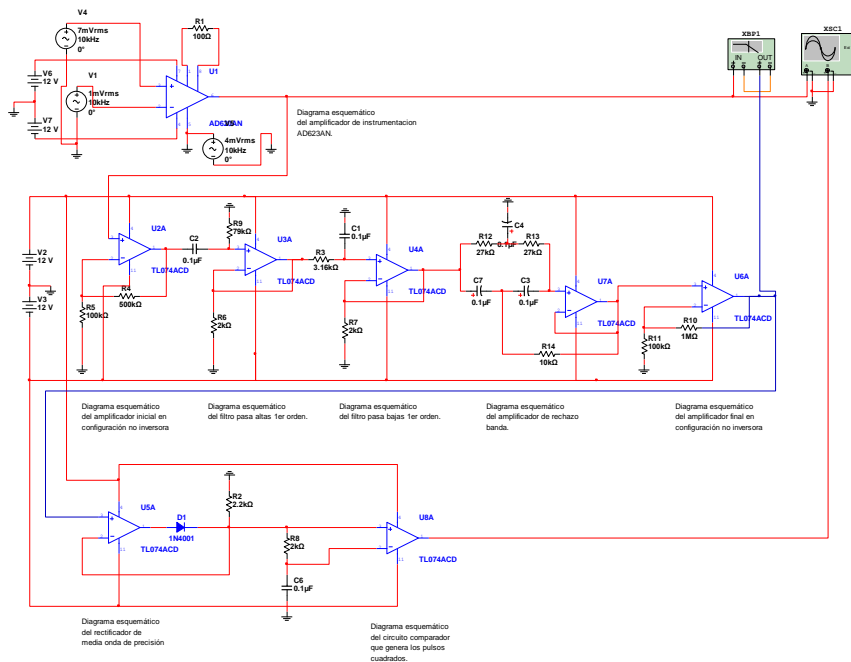 V4
7mVrms
10kHz
0°
R1
100Ω
U1
AD623AN
V6
12 V
V1
1mVrms
10kHz
0°
V7
12 V
4mVrms
10kHz
0°
Diagrama esquemático
del amplificador de instrumentacion
AD623AN.
XBP1
IN
OUT
XSC1
V2
12 V
V3
12 V
U2A
TL074ACD
R4
500kΩ
R5
100kΩ
C2
0.1µF
R9
79kΩ
U3A
TL074ACD
R6
2kΩ
R3
3.16kΩ
C1
0.1µF
U4A
TL074ACD
R7
2kΩ
R12
27kΩ
C4
0.1µF
R13
27kΩ
C7
0.1µF
C3
0.1µF
U7A
TL074ACD
R14
10kΩ
U6A
TL074ACD
R10
1MΩ
R11
100kΩ
Diagrama esquemático
del amplificador inicial en
configuración no inversora
Diagrama esquemático
del filtro pasa altas 1er orden.
Diagrama esquemático
del filtro pasa bajas 1er orden.
Diagrama esquemático
del amplificador de rechazo
banda.
Diagrama esquemático
del amplificador final en
configuración no inversora
U5A
TL074ACD
D1
1N4001
R2
2.2kΩ
R8
2kΩ
C6
0.1µF
U8A
TL074ACD
Diagrama esquemático
del rectificador de
media onda de precisión
Diagrama esquemático
del circuito comparador
que genera los pulsos
cuadrados.